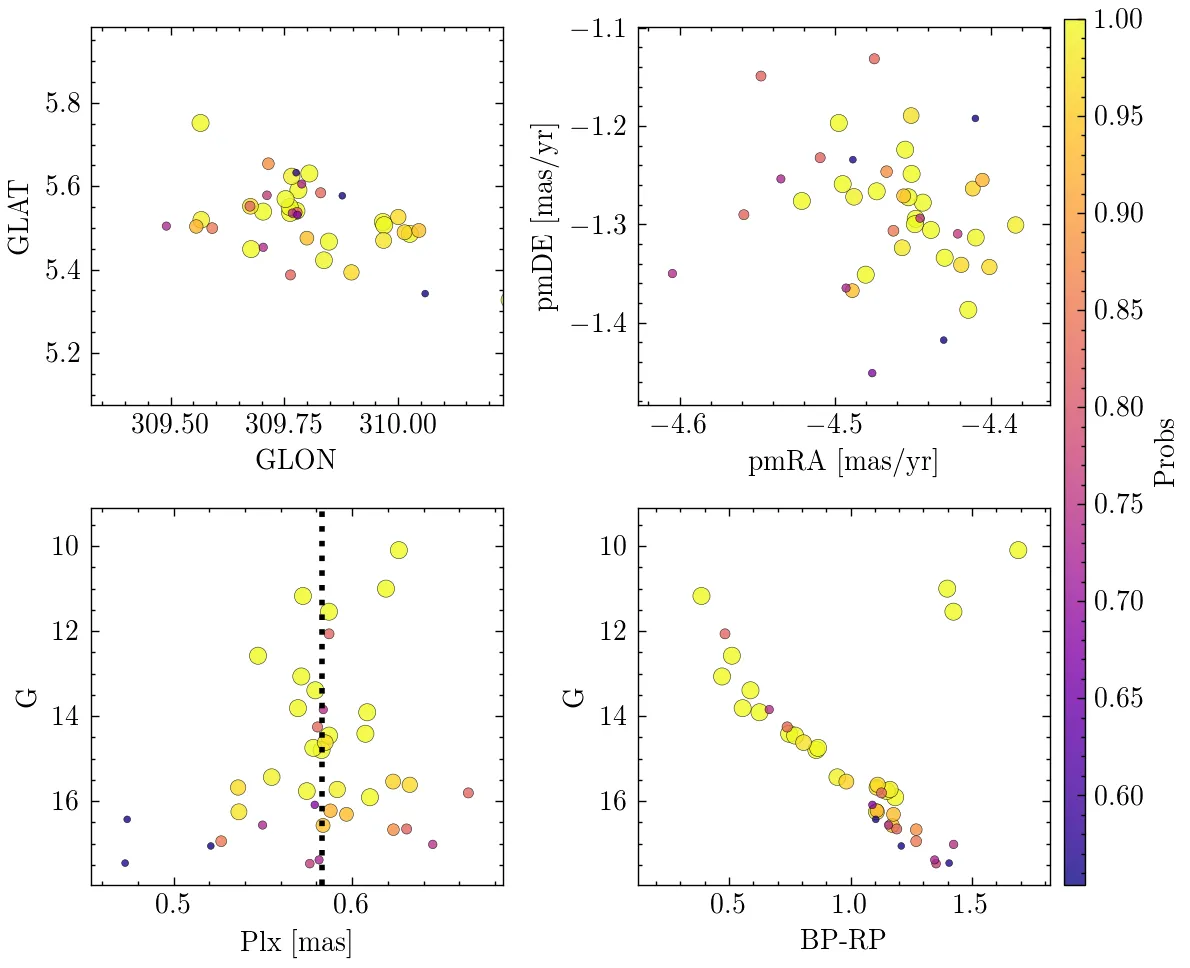 5.8
5.6
5.4
5.2
GLAT
309.50 309.75 310.00
GLON
−1.1
−1.2
−1.3
−1.4
pmDE [mas/yr]
−4.6 −4.5 −4.4
pmRA [mas/yr]
10
12
14
16
G
0.5 0.6
Plx [mas]
10
12
14
16
G
0.5 1.0 1.5
BP-RP
1.00
0.95
0.90
0.85
0.80
0.75
0.70
0.65
0.60
Probs